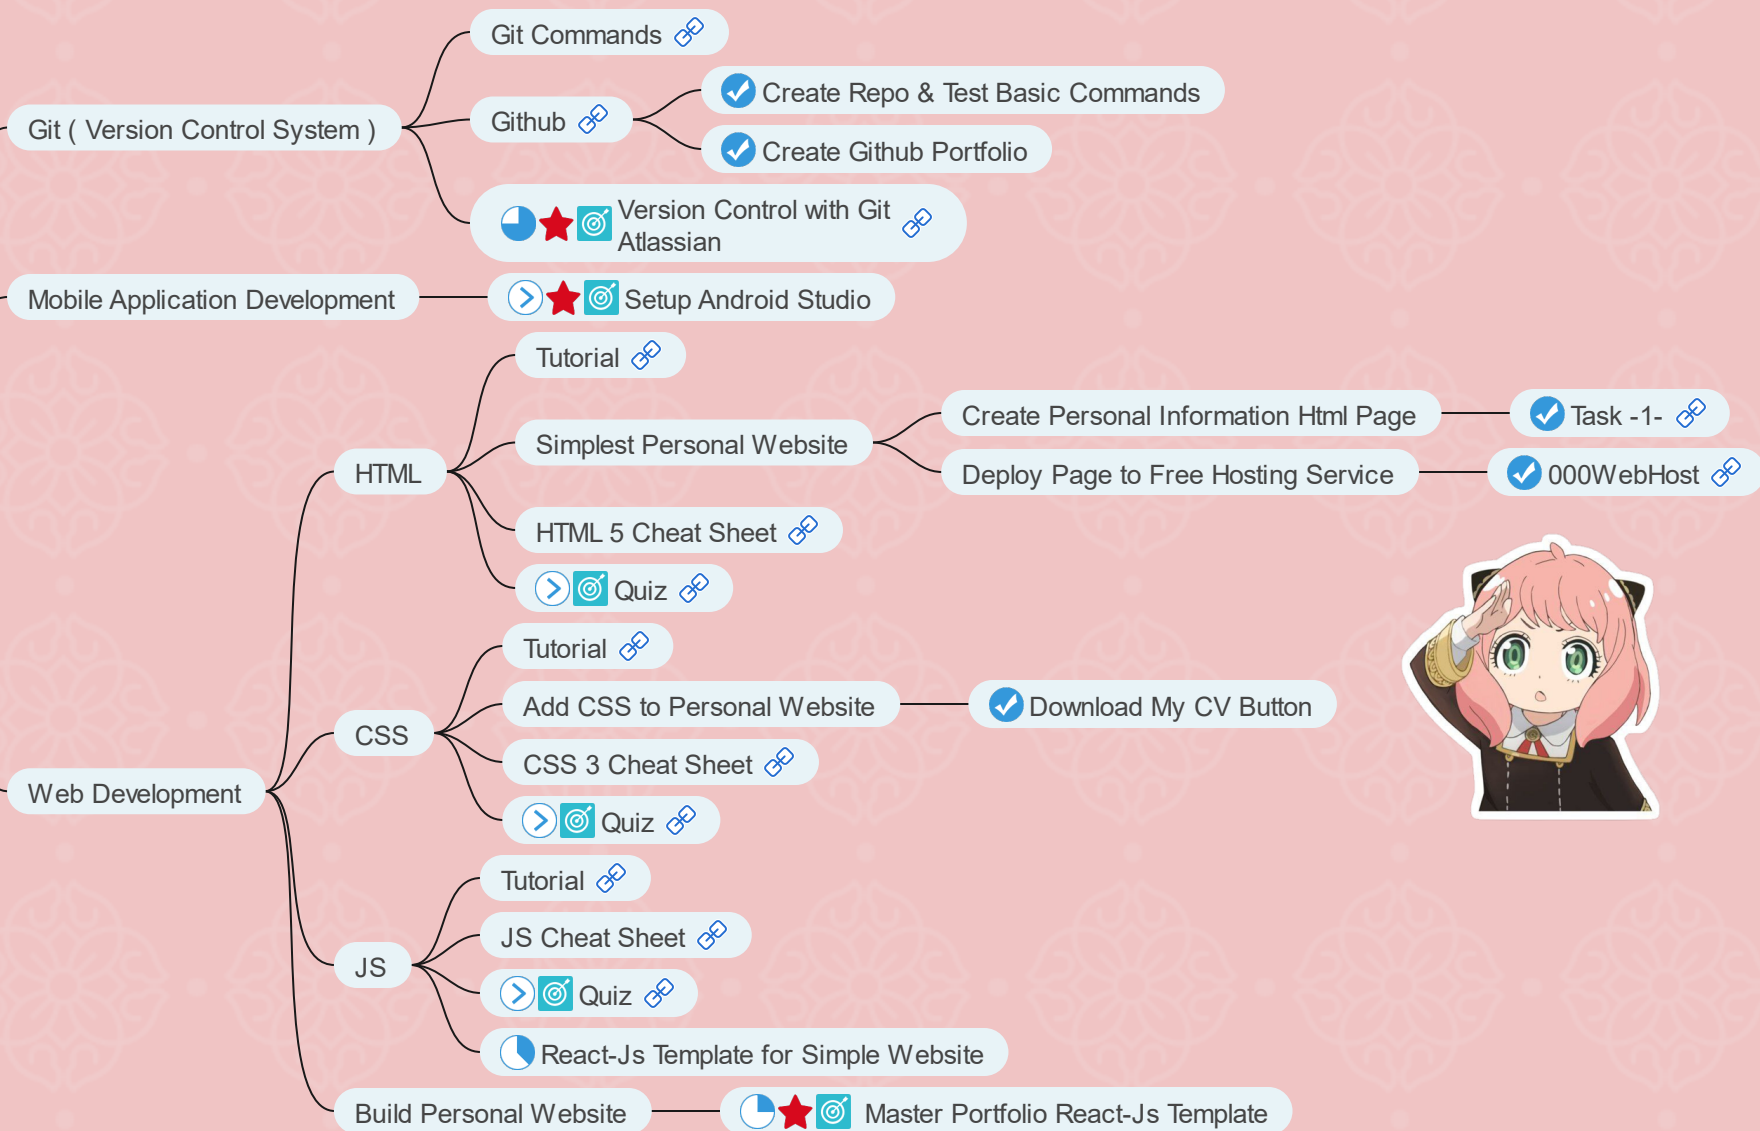 Git Commands
Github
Create Repo & Test Basic Commands
Create Github Portfolio
Git ( Version Control System )
Version Control with Git
Atlassian
Mobile Application Development
Setup Android Studio
Tutorial
Simplest Personal Website
Create Personal Information Html Page
Task -1-
Deploy Page to Free Hosting Service
000WebHost
HTML
HTML 5 Cheat Sheet
Quiz
Tutorial
Add CSS to Personal Website
Download My CV Button
CSS
CSS 3 Cheat Sheet
Web Development
Quiz
Tutorial
JS Cheat Sheet
JS
Quiz
React-Js Template for Simple Website
Build Personal Website
Master Portfolio React-Js Template